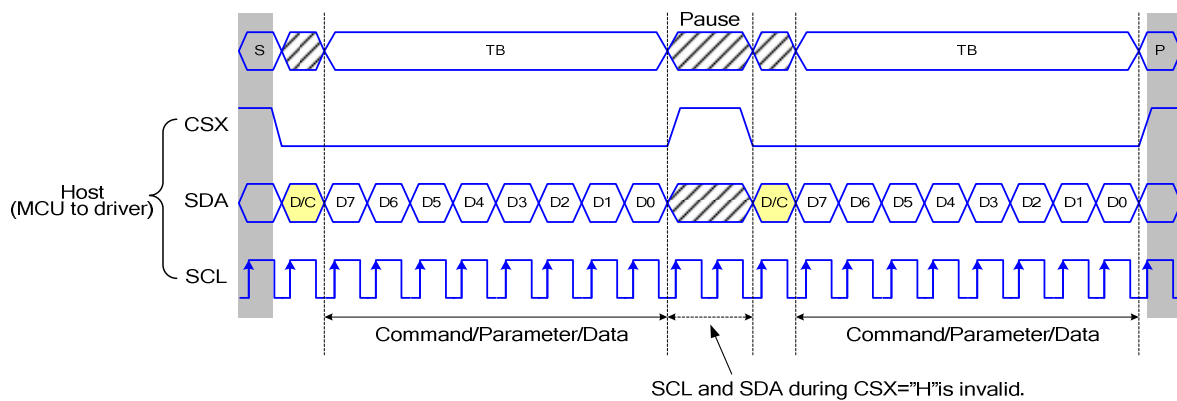 Pause
S TB TB P
CSX
Host
(MCU to driver)
SDA D/C D7 D6 D5 D4 D3 D2 D1 D0 D/C D7 D6 D5 D4 D3 D2 D1 D0
SCL
Command/Parameter/Data Command/Parameter/Data
SCL and SDA during CSX=”H”is invalid.